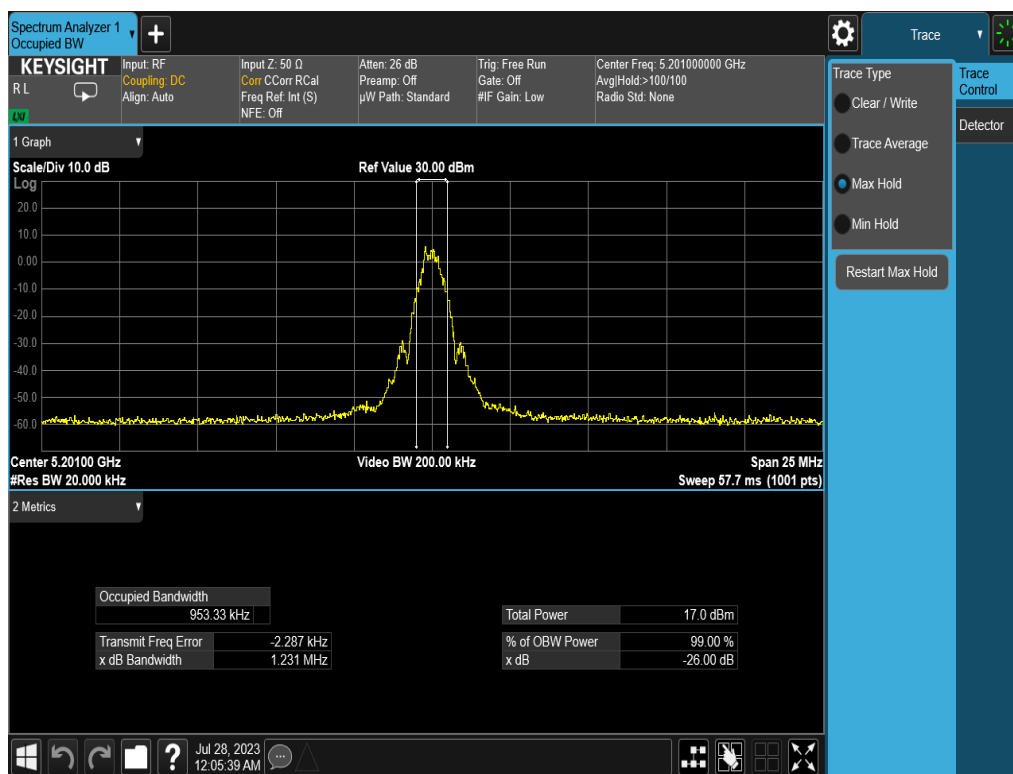 Spectrum Analyzer 1
Occupied BW
+
Trace
KEYSIGHT
R L
LXI
Input: RF
Coupling: DC
Align: Auto
Input Z: 50 Ω
Corr CCorr RCal
Freq Ref: Int (S)
NFE: Off
Atten: 26 dB
Preamp: Off
µW Path: Standard
Trig: Free Run
Gate: Off
#IF Gain: Low
Center Freq: 5.201000000 GHz
Avg|Hold:>100/100
Radio Std: None
Trace Type
Clear / Write
Trace Average
Max Hold
Min Hold
Restart Max Hold
Trace
Control
Detector
1 Graph
Scale/Div 10.0 dB
Ref Value 30.00 dBm
Log
20.0
10.0
0.00
-10.0
-20.0
-30.0
-40.0
-50.0
-60.0
Center 5.20100 GHz
Video BW 200.00 kHz
Span 25 MHz
#Res BW 20.000 kHz
Sweep 57.7 ms (1001 pts)
2 Metrics
Occupied Bandwidth
953.33 kHz
Transmit Freq Error -2.287 kHz
x dB Bandwidth 1.231 MHz
Total Power 17.0 dBm
% of OBW Power 99.00 %
x dB -26.00 dB
?
Jul 28, 2023
12:05:39 AM